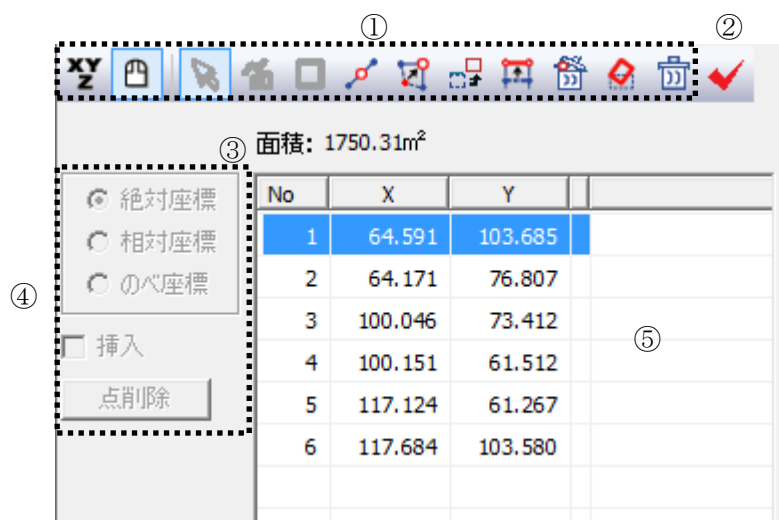 ① ②
XYZ
③ 面積: 1750.31m²
No X Y
絶対座標
相対座標
のべ座標
④
挿入
点削除
1 64.591 103.685
2 64.171 76.807
3 100.046 73.412
4 100.151 61.512
5 117.124 61.267
6 117.684 103.580
⑤